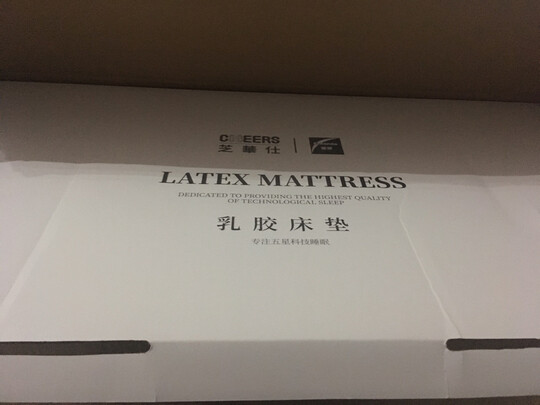 CHEERS
芝華仕
LATEX MATTRESS
DEDICATED TO PROVIDING THE HIGHEST QUALITY
OF TECHNOLOGICAL SLEEP
乳胶床垫
专注五星科技睡眠